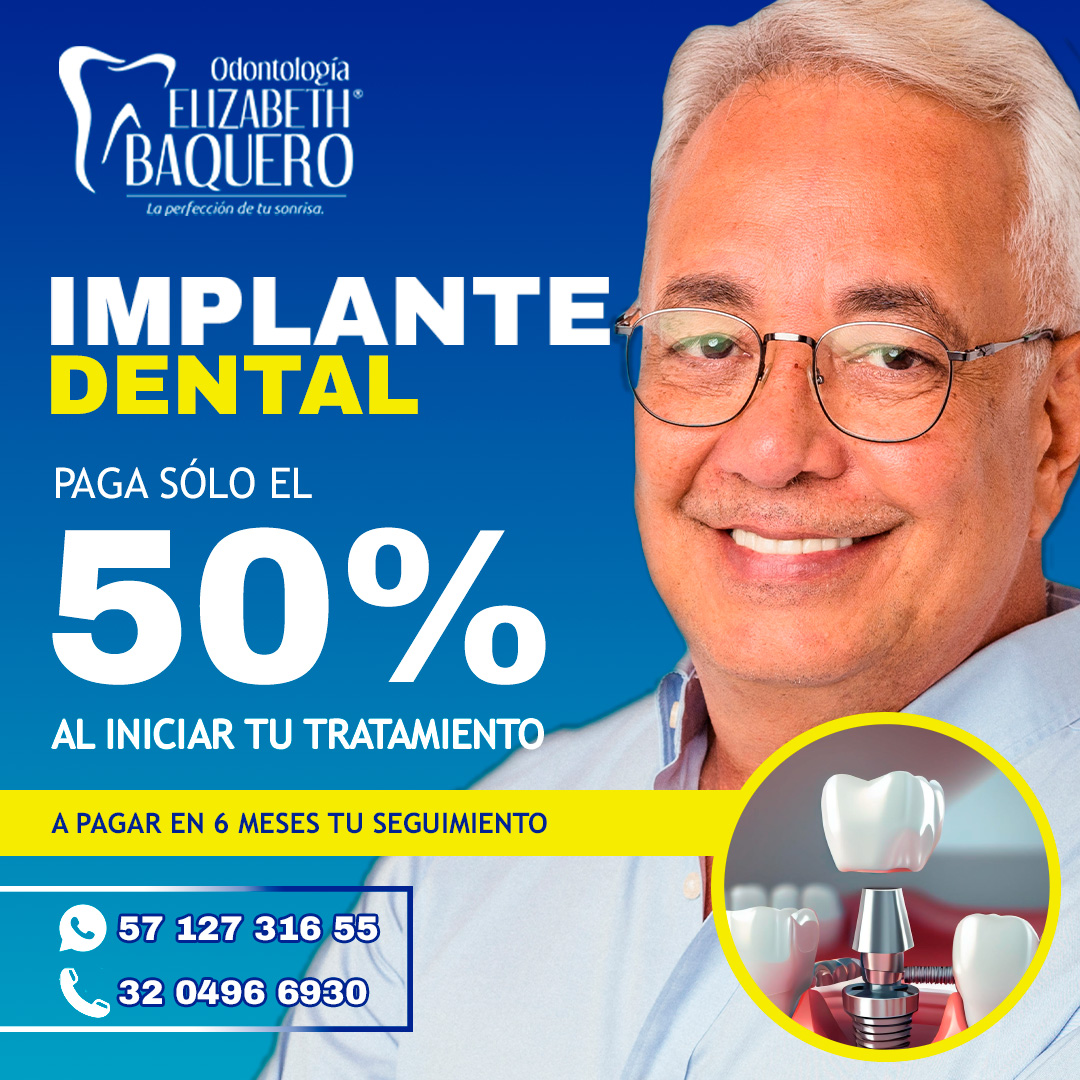 Odontología
ELIZABETH®
BAQUERO
La perfección de tu sonrisa.
IMPLANTE
DENTAL
PAGA SÓLO EL
50%
AL INICIAR TU TRATAMIENTO
A PAGAR EN 6 MESES TU SEGUIMIENTO
57 127 316 55
32 0496 6930